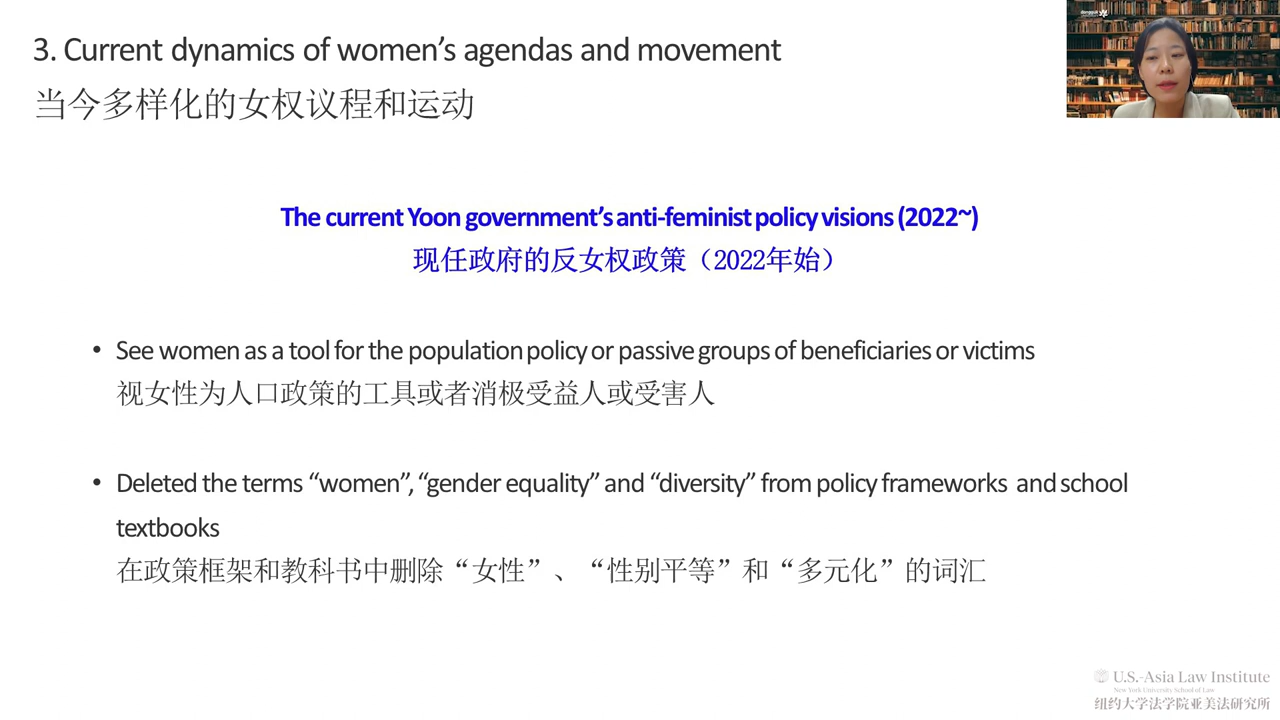 3. Current dynamics of women’s agendas and movement
当今多样化的女权议程和运动
dongguk
The current Yoon government’s anti-feminist policy visions (2022~)
现任政府的反女权政策（2022年始）
• See women as a tool for the population policy or passive groups of beneficiaries or victims
视女性为人口政策的工具或者消极受益人或受害人
• Deleted the terms “women”, “gender equality” and “diversity” from policy frameworks and school
textbooks
在政策框架和教科书中删除“女性”、“性别平等”和“多元化”的词汇
U.S.-Asia Law Institute
New York University School of Law
纽约大学法学院亚美法研究所